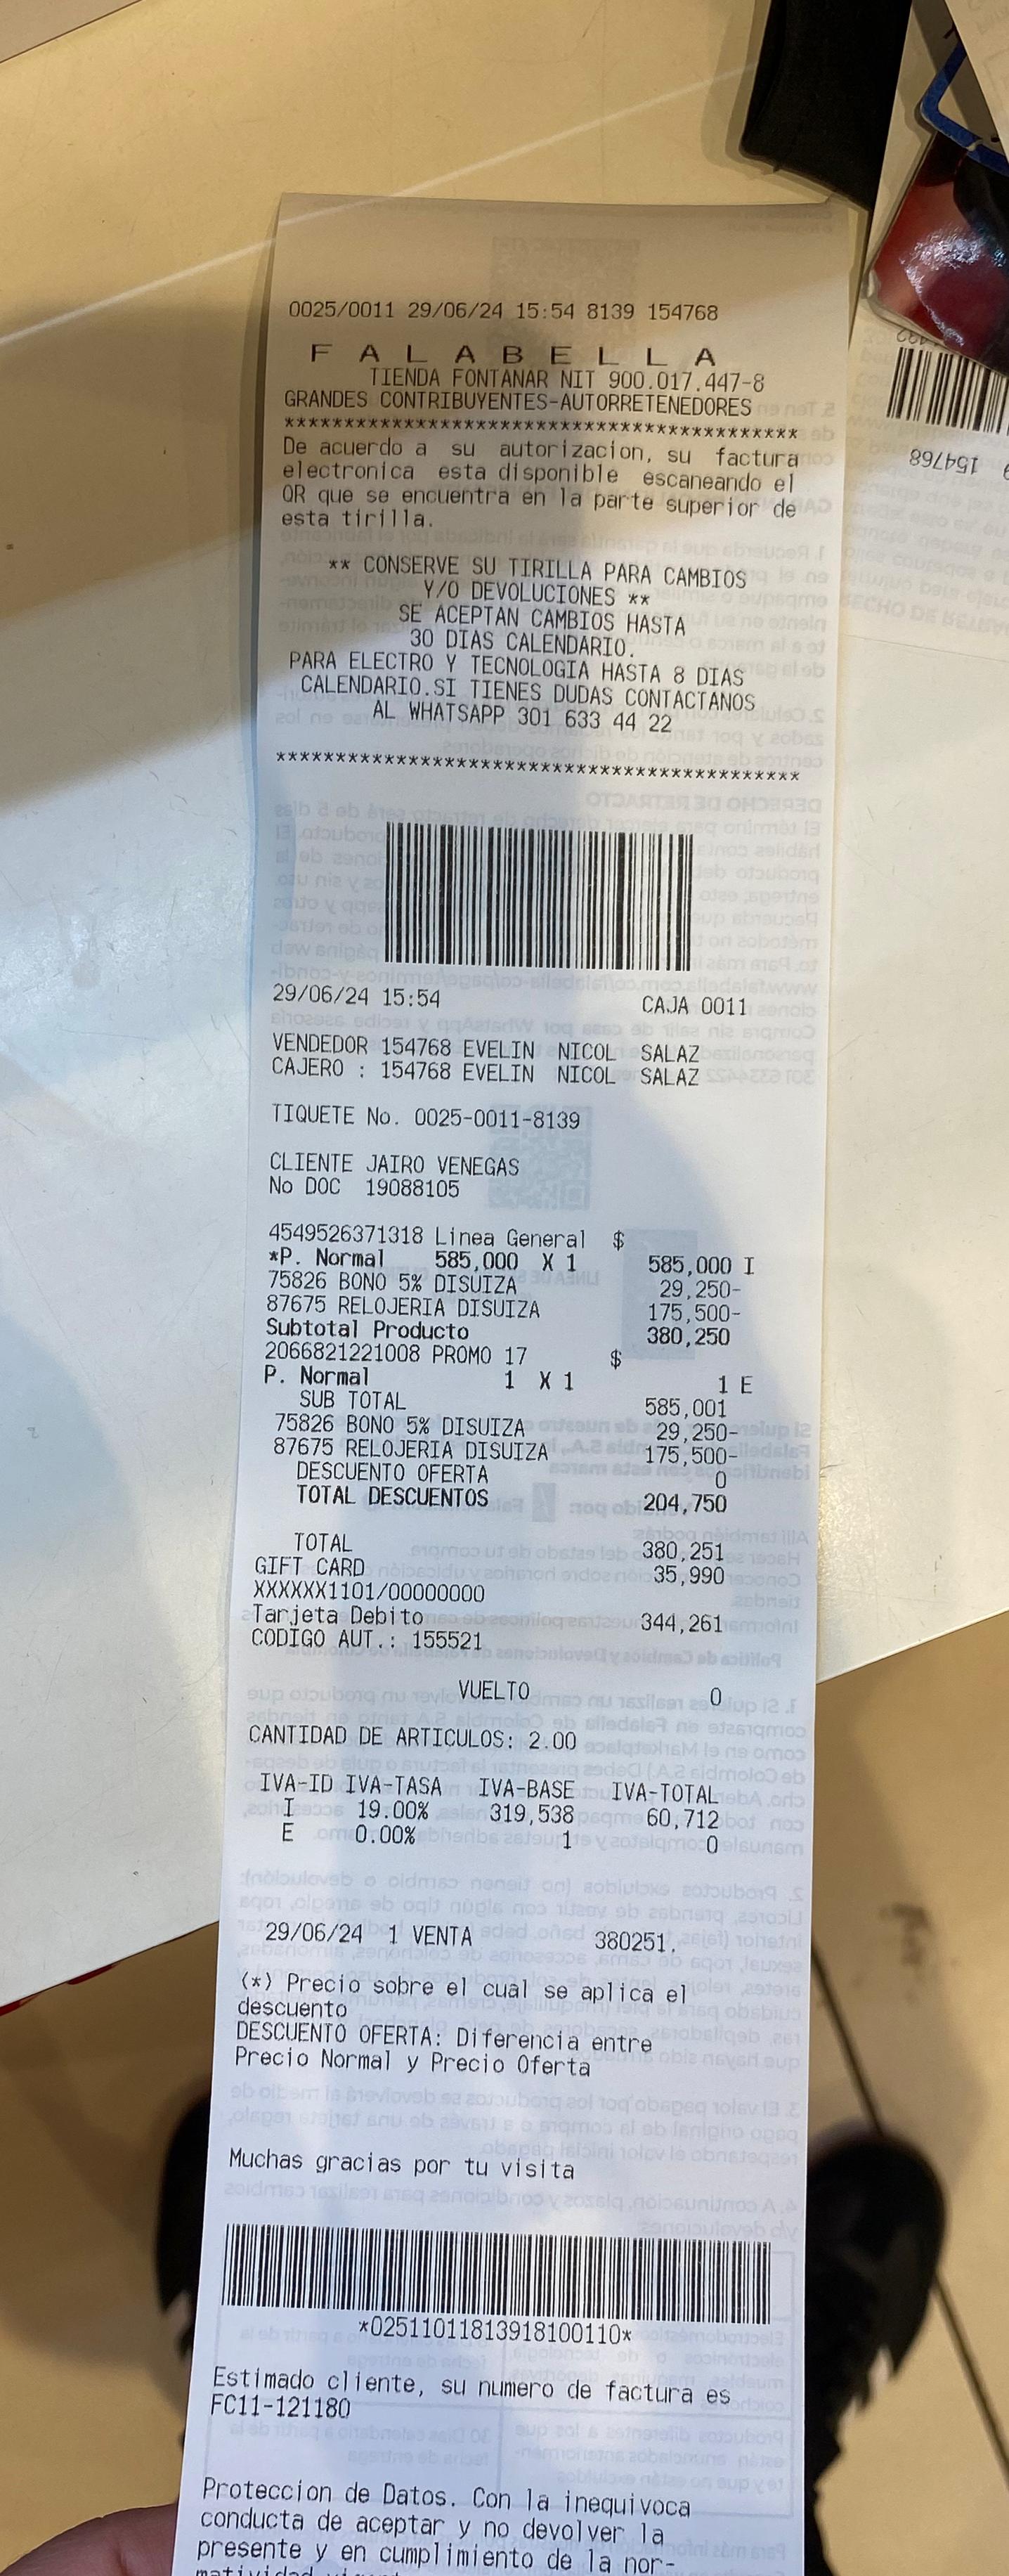 0025/0011 29/06/24 15:54 8139 154768
F A L A B E L L A
TIENDA FONTANAR NIT 900.017.447-8
GRANDES CONTRIBUYENTES-AUTORRETENEDORES
*******************************************
De acuerdo a su autorizacion, su factura
electronica esta disponible escaneando el
QR que se encuentra en la parte superior de
esta tirilla.
** CONSERVE SU TIRILLA PARA CAMBIOS
Y/O DEVOLUCIONES **
SE ACEPTAN CAMBIOS HASTA
30 DIAS CALENDARIO.
PARA ELECTRO Y TECNOLOGIA HASTA 8 DIAS
CALENDARIO.SI TIENES DUDAS CONTACTANOS
AL WHATSAPP 301 633 44 22
*******************************************
29/06/24 15:54 CAJA 0011
VENDEDOR 154768 EVELIN NICOL SALAZ
CAJERO : 154768 EVELIN NICOL SALAZ
TIQUETE No. 0025-0011-8139
CLIENTE JAIRO VENEGAS
No DOC 19088105
4549526371318 Linea General $
*P. Normal 585,000 X 1 585,000 I
75826 BONO 5% DISUIZA 29,250-
87675 RELOJERIA DISUIZA 175,500-
Subtotal Producto 380,250
2066821221008 PROMO 17 $
P. Normal 1 X 1 1 E
SUB TOTAL 585,001
75826 BONO 5% DISUIZA 29,250-
87675 RELOJERIA DISUIZA 175,500-
DESCUENTO OFERTA 0
TOTAL DESCUENTOS 204,750
TOTAL 380,251
GIFT CARD 35,990
XXXXXX1101/00000000
Tarjeta Debito 344,261
CODIGO AUT.: 155521
VUELTO 0
CANTIDAD DE ARTICULOS: 2.00
IVA-ID IVA-TASA IVA-BASE IVA-TOTAL
I 19.00% 319,538 60,712
E 0.00% 1 0
29/06/24 1 VENTA 380251.
(*) Precio sobre el cual se aplica el
descuento
DESCUENTO OFERTA: Diferencia entre
Precio Normal y Precio Oferta
Muchas gracias por tu visita
*02511011813918100110*
Estimado cliente, su numero de factura es
FC11-121180
Proteccion de Datos. Con la inequivoca
conducta de aceptar y no devolver la
presente y en cumplimiento de la nor-
154768